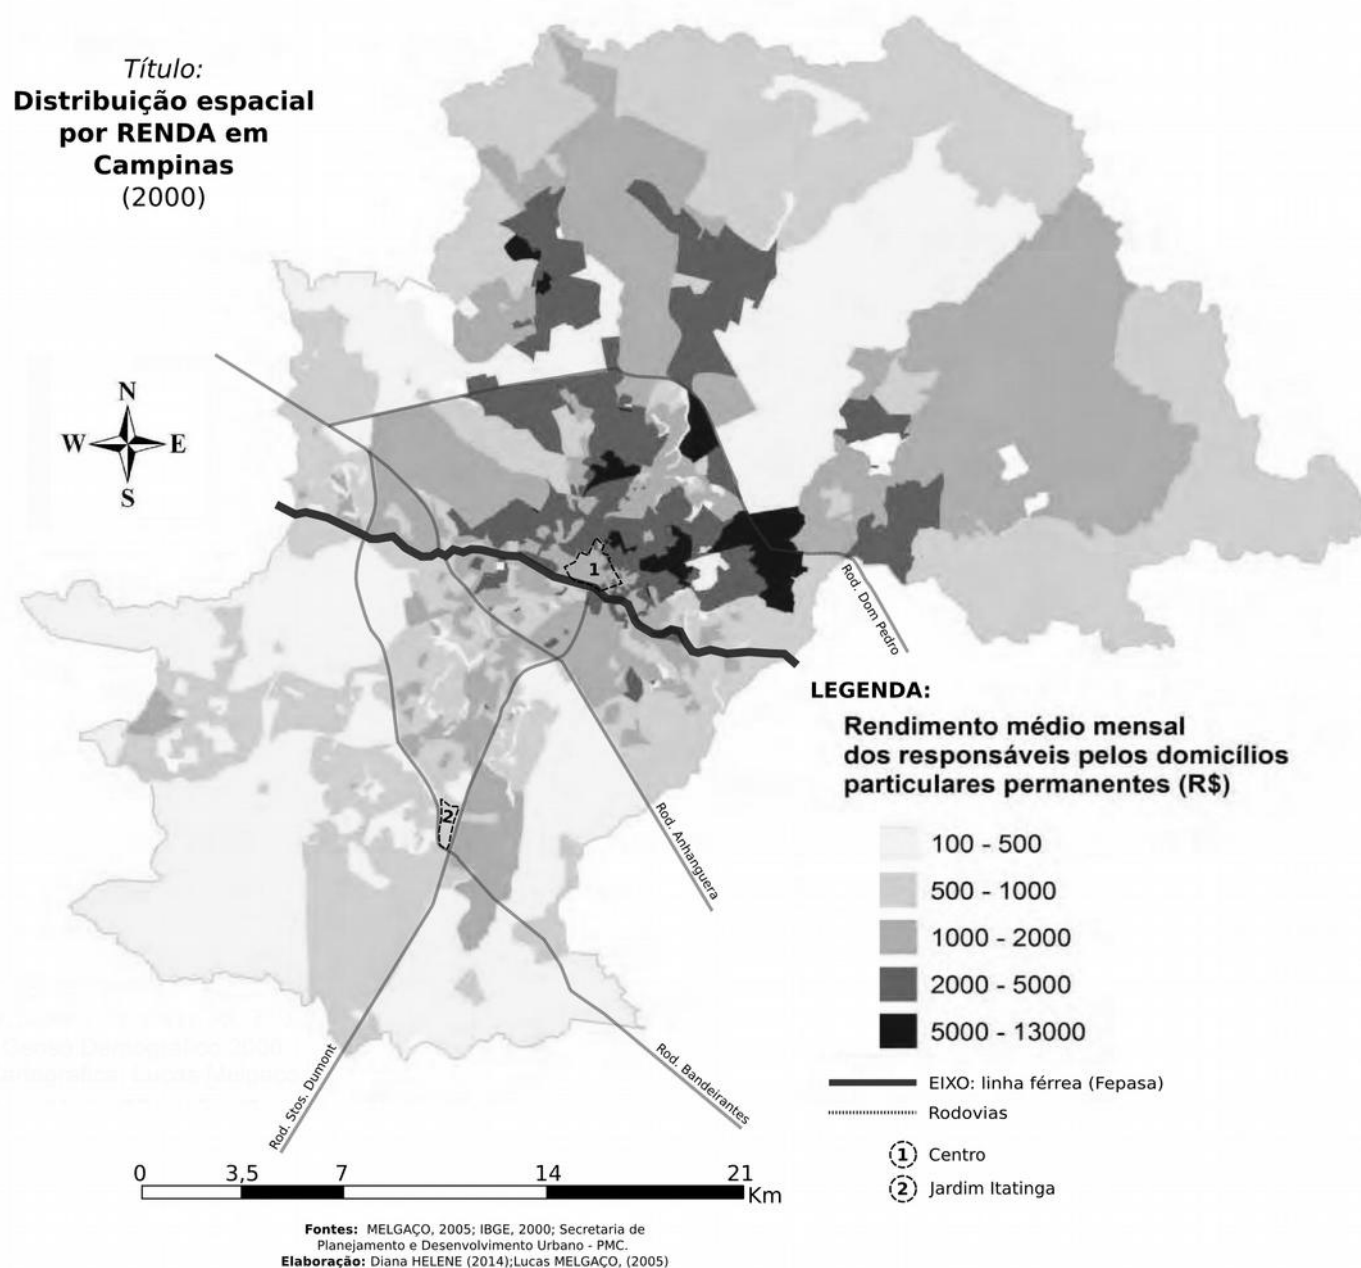 Título:
Distribuição espacial
por RENDA em
Campinas
(2000)
N
W
E
S
1
2
Rod. Dom Pedro
Rod. Anhanguera
Rod. Bandeirantes
Rod. Stos. Dumont
LEGENDA:
Rendimento médio mensal
dos responsáveis pelos domicílios
particulares permanentes (R$)
100 - 500
500 - 1000
1000 - 2000
2000 - 5000
5000 - 13000
EIXO: linha férrea (Fepasa)
Rodovias
1 Centro
2 Jardim Itatinga
0 3,5 7 14 21
Km
Fontes: MELGAÇO, 2005; IBGE, 2000; Secretaria de
Planejamento e Desenvolvimento Urbano - PMC.
Elaboração: Diana HELENE (2014);Lucas MELGAÇO, (2005)